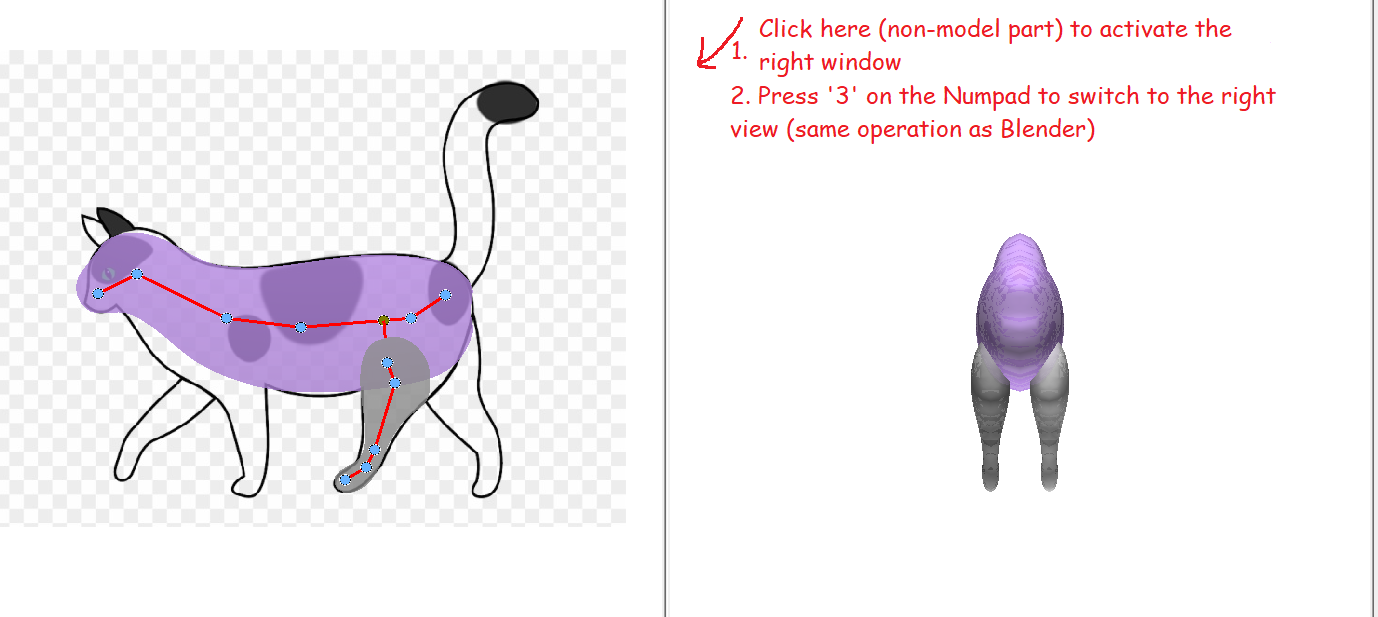 Click here (non-model part) to activate the
1. right window
2. Press '3' on the Numpad to switch to the right
view (same operation as Blender)